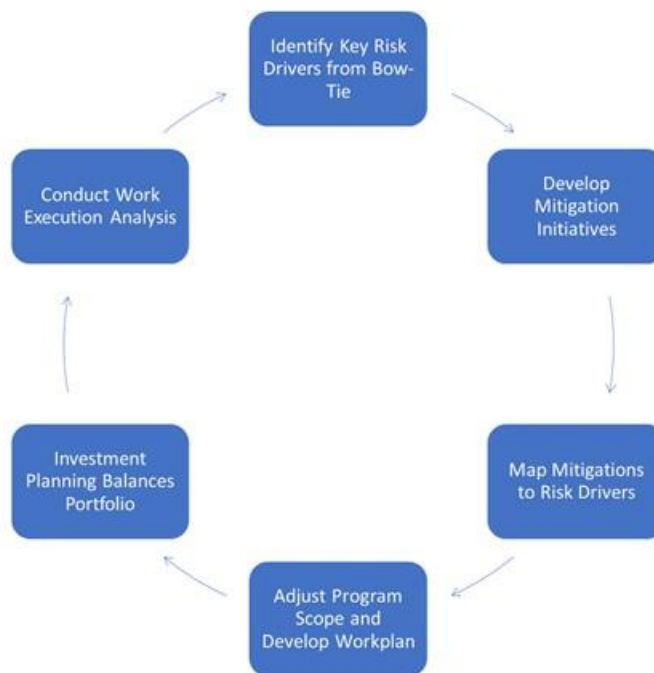 Identify Key Risk
Drivers from Bow-
Tie
Develop
Mitigation
Initiatives
Map Mitigations
to Risk Drivers
Adjust Program
Scope and
Develop Workplan
Investment
Planning Balances
Portfolio
Conduct Work
Execution Analysis